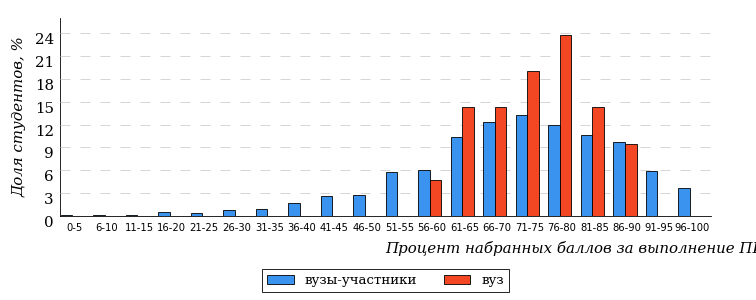 Доля студентов, %
24
21
18
15
12
9
6
3
0
0-5 6-10 11-15 16-20 21-25 26-30 31-35 36-40 41-45 46-50 51-55 56-60 61-65 66-70 71-75 76-80 81-85 86-90 91-95 96-100
Процент набранных баллов за выполнение
вузы-участники вуз